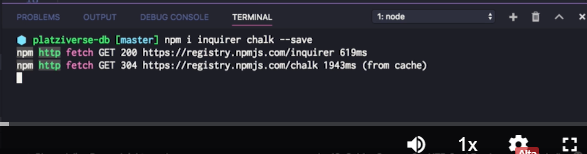 PROBLEMS OUTPUT DEBUG CONSOLE TERMINAL 1: node
platziverse-db [master] npm i inquirer chalk --save
npm http fetch GET 200 https://registry.npmjs.com/inquirer 619ms
npm http fetch GET 304 https://registry.npmjs.com/chalk 1943ms (from cache)
1x
Alta